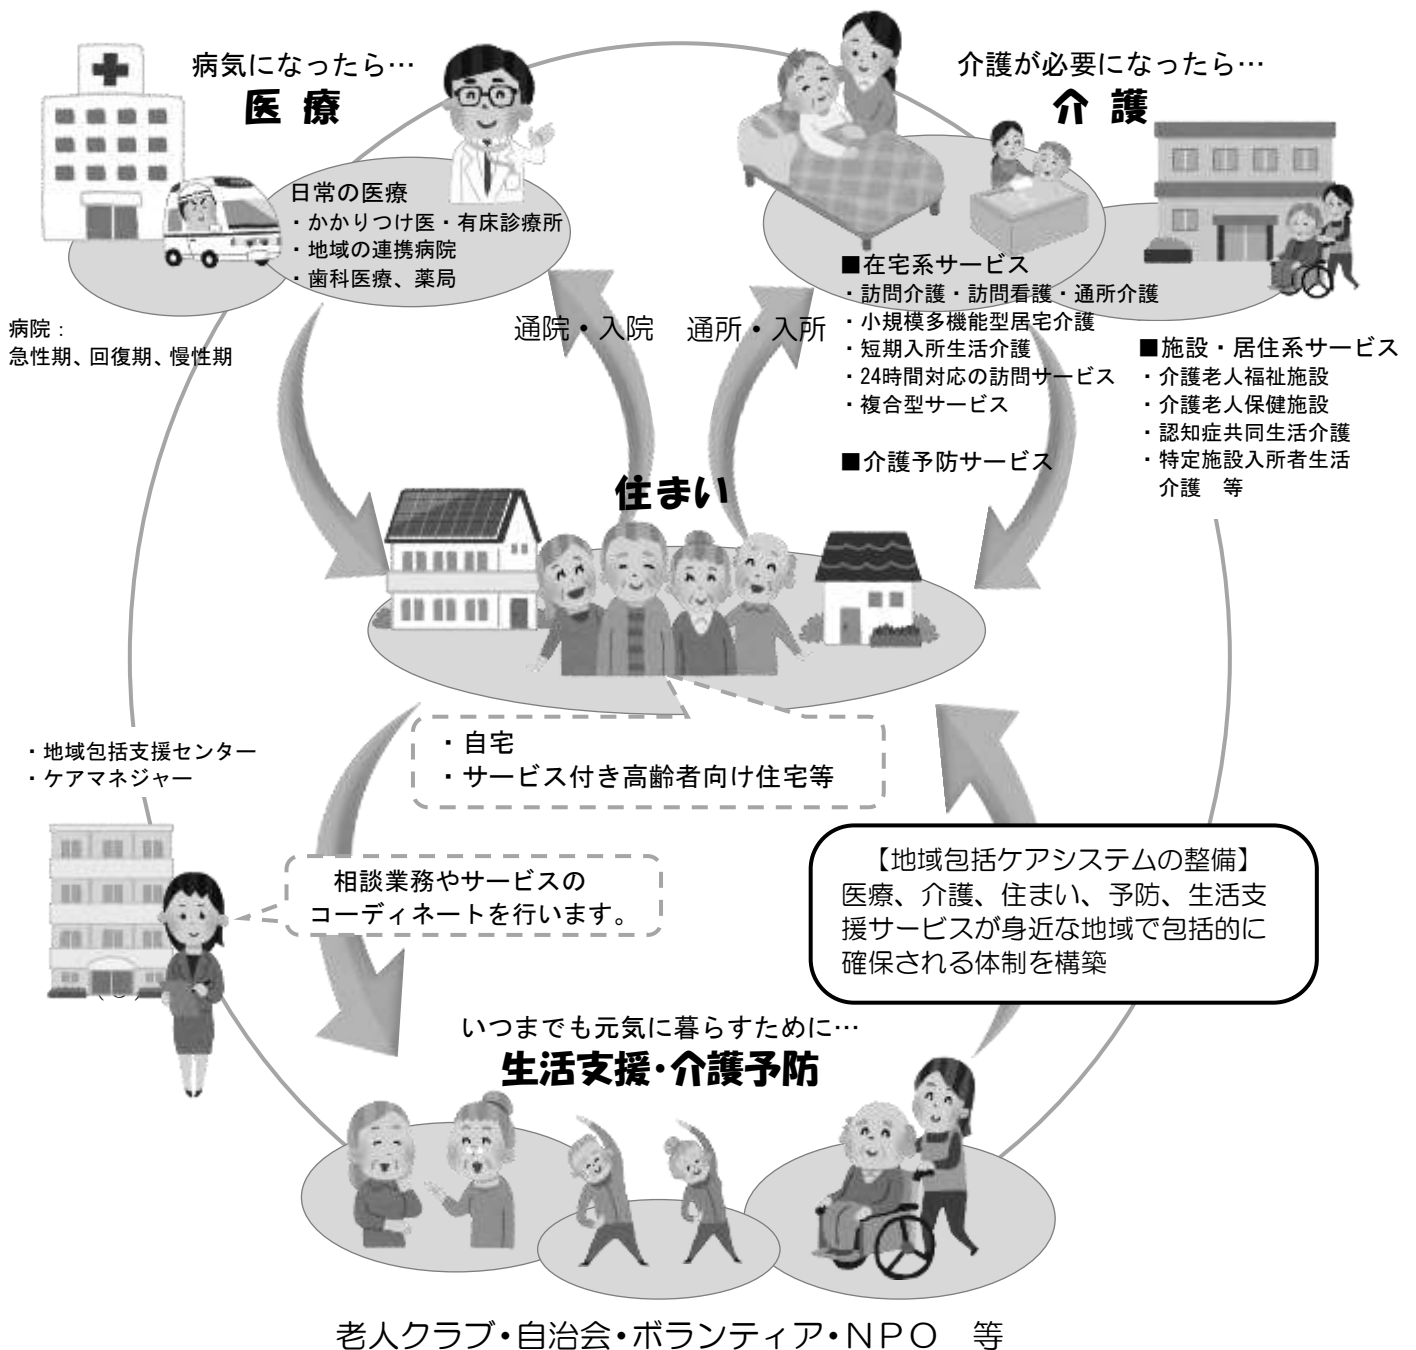 病気になったら…
医療
日常の医療
・かかりつけ医・有床診療所
・地域の連携病院
・歯科医療、薬局
病院：
急性期、回復期、慢性期
介護が必要になったら…
介護
■在宅系サービス
・訪問介護・訪問看護・通所介護
・小規模多機能型居宅介護
・短期入所生活介護
・24時間対応の訪問サービス
・複合型サービス
■介護予防サービス
■施設・居住系サービス
・介護老人福祉施設
・介護老人保健施設
・認知症共同生活介護
・特定施設入所者生活
介護　等
通院・入院
通所・入所
住まい
・自宅
・サービス付き高齢者向け住宅等
・地域包括支援センター
・ケアマネジャー
相談業務やサービスの
コーディネートを行います。
【地域包括ケアシステムの整備】
医療、介護、住まい、予防、生活支
援サービスが身近な地域で包括的に
確保される体制を構築
いつまでも元気に暮らすために…
生活支援・介護予防
老人クラブ・自治会・ボランティア・ＮＰＯ　等